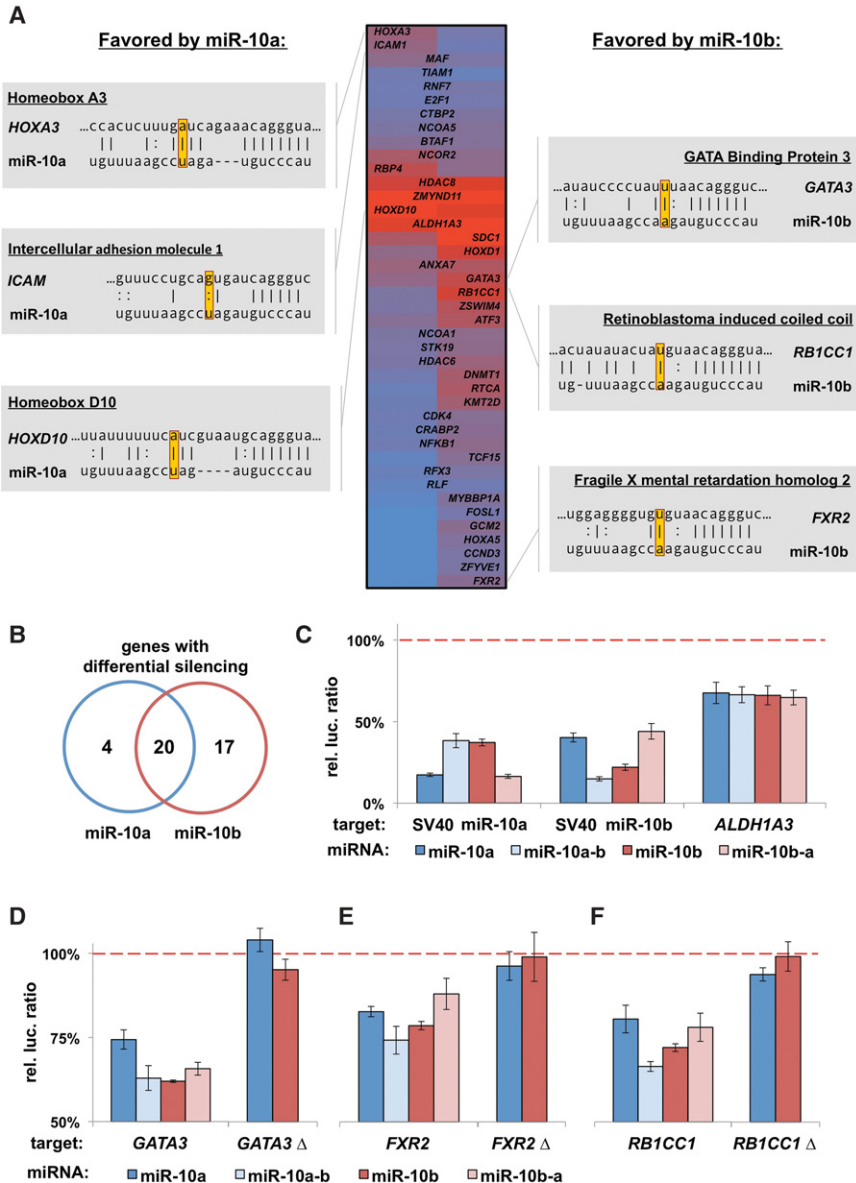 A
Favored by miR-10a:
Favored by miR-10b:
Homeobox A3
HOXA3 ...ccacucuuugaucagaaacagggua...
miR-10a uguuuaagccuaga---ugucccau
Intercellular adhesion molecule 1
ICAM ...guuuccugcagugaucagggguc
miR-10a uguuuaagccuagaugucccau
Homeobox D10
HOXD10 ...uuauuuuuucaucguaaugcagggua...
miR-10a uguuuaagccuag----auguccau
HOXA3
ICAM1
MAF
TIAM1
RNF7
E2F1
CTBP2
NCOA5
BTAF1
NCOR2
RBP4
HDAC8
ZMYND11
HOXD10
ALDH1A3
SDC1
HOXD1
ANXA7
GATA3
RB1CC1
ZSWIM4
ATF3
NCOA1
STK19
HDAC6
DNMT1
RTCA
KMT2D
CDK4
CRABP2
NFKB1
TCF15
RFX3
RLF
MYBBP1A
FOSL1
GCM2
HOXA5
CCND3
ZFYVE1
FXR2
GATA Binding Protein 3
...auauccccuauuuaacaggguc... GATA3
uguuuaagccaagaugucccau miR-10b
Retinoblastoma induced coiled coil
...acuauauacuauguaacagggua... RB1CC1
ug-uuuaagccaagaugucccau miR-10b
Fragile X mental retardation homolog 2
...uggagggguguguaacaggguc... FXR2
uguuuaagccaagaugucccau miR-10b
B
genes with
differential silencing
4 20 17
miR-10a miR-10b
C
rel. luc. ratio
100%
50%
0%
target: SV40 miR-10a SV40 miR-10b ALDH1A3
miRNA: miR-10a miR-10a-b miR-10b miR-10b-a
D
E
F
rel. luc. ratio
100%
75%
50%
target: GATA3 GATA3 Δ FXR2 FXR2 Δ RB1CC1 RB1CC1 Δ
miRNA: miR-10a miR-10a-b miR-10b miR-10b-a